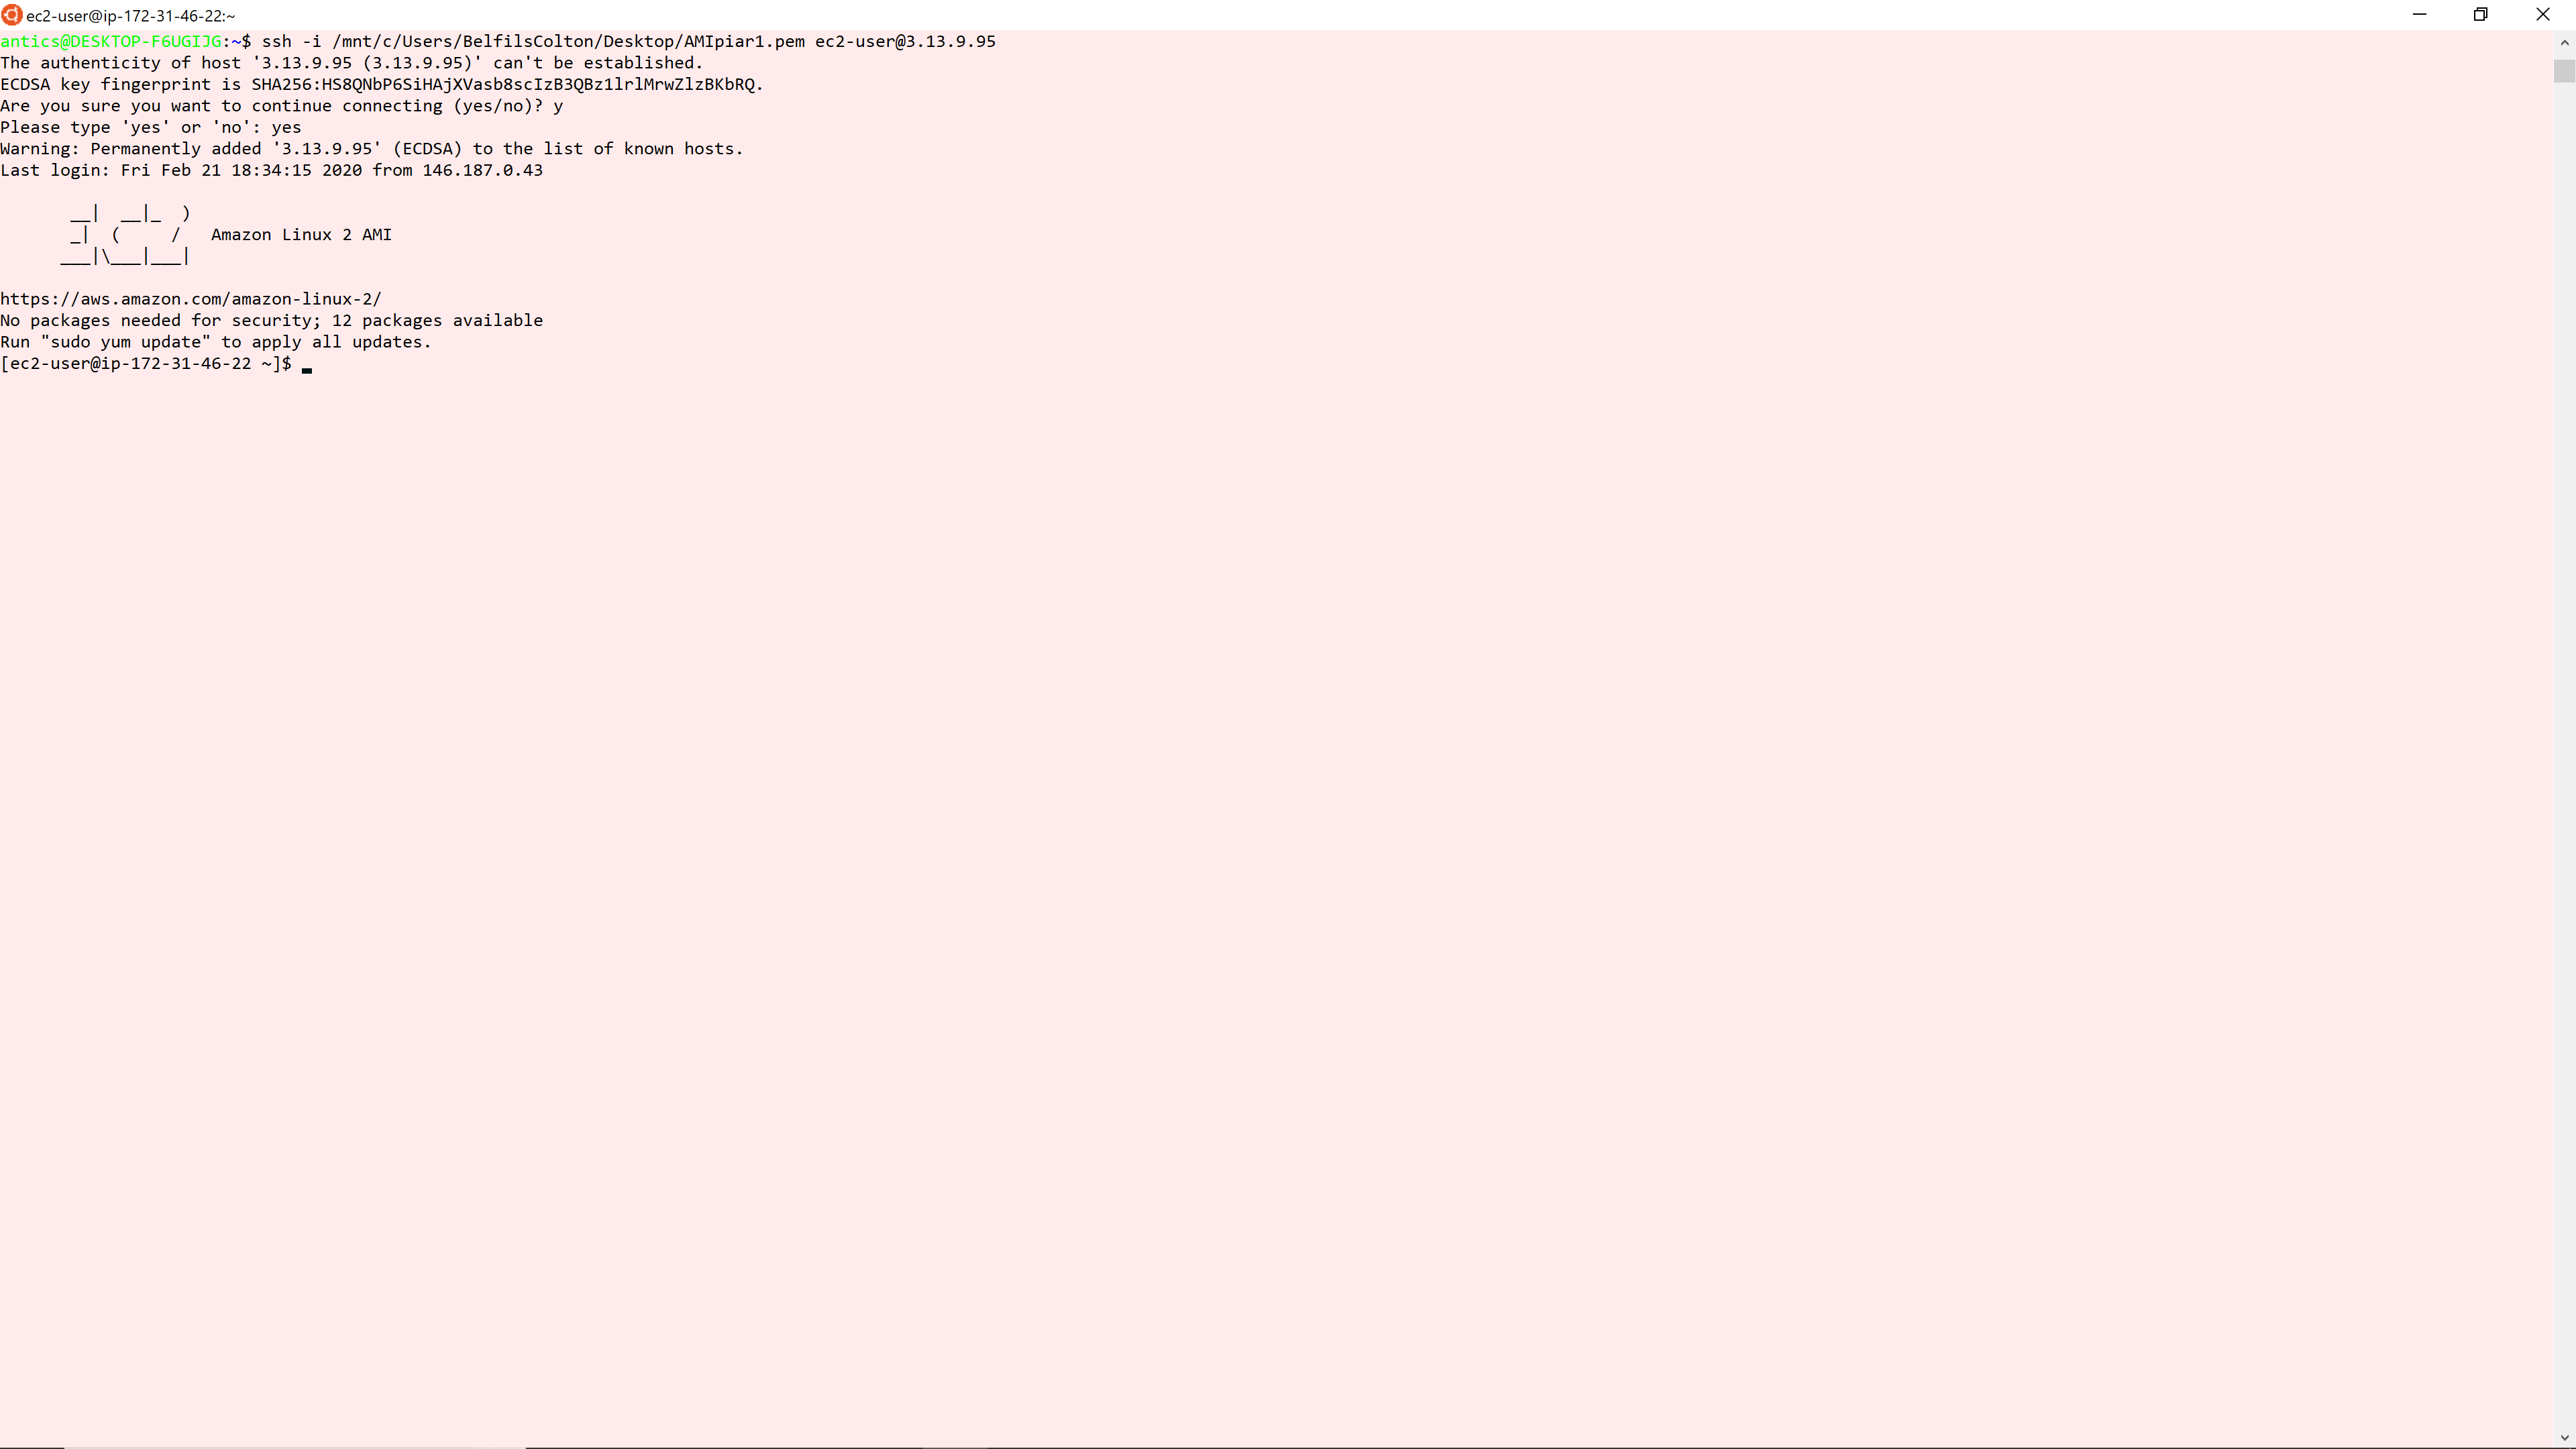 ec2-user@ip-172-31-46-22:~
antics@DESKTOP-F6UGIJG:~$ ssh -i /mnt/c/Users/BelfilsColton/Desktop/AMIpiar1.pem ec2-user@3.13.9.95
The authenticity of host '3.13.9.95 (3.13.9.95)' can't be established.
ECDSA key fingerprint is SHA256:HS8QNbP6SiHAjXVasb8scIzB3QBz1lrlMrwZlzBKbRQ.
Are you sure you want to continue connecting (yes/no)? y
Please type 'yes' or 'no': yes
Warning: Permanently added '3.13.9.95' (ECDSA) to the list of known hosts.
Last login: Fri Feb 21 18:34:15 2020 from 146.187.0.43

       __|  __|_  )
       _|  (     /   Amazon Linux 2 AMI
      ___|\___|___|

https://aws.amazon.com/amazon-linux-2/
No packages needed for security; 12 packages available
Run "sudo yum update" to apply all updates.
[ec2-user@ip-172-31-46-22 ~]$